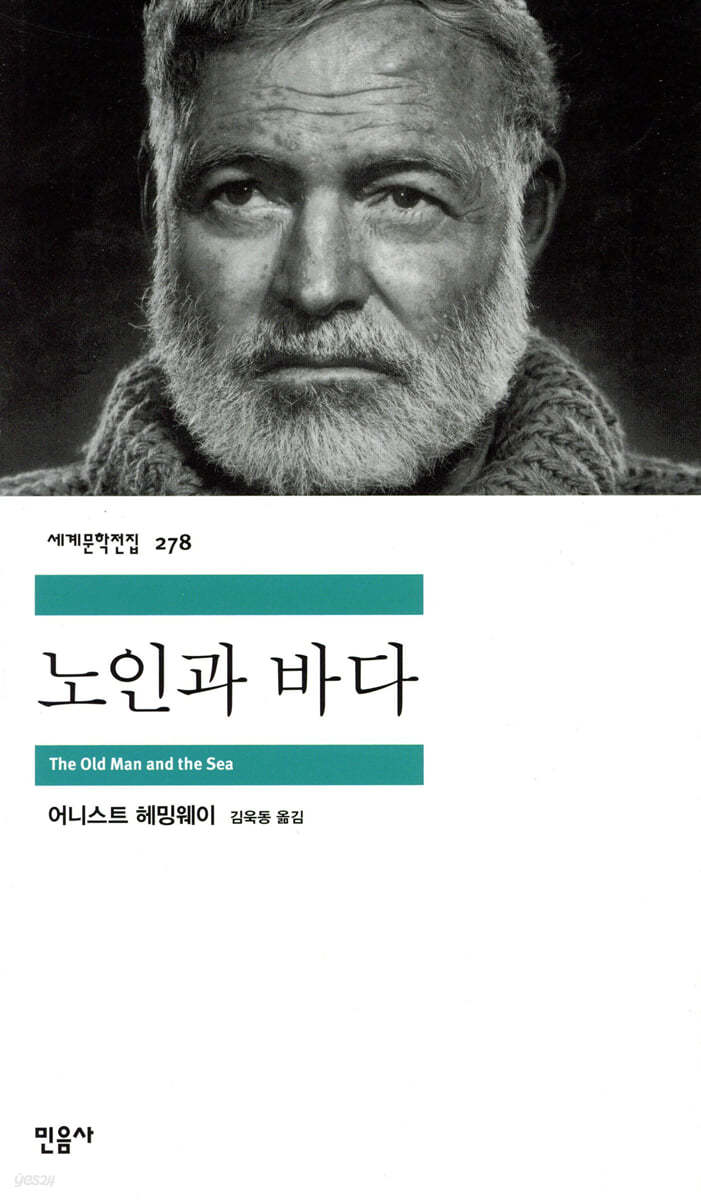 세계문학전집 278
노인과 바다
The Old Man and the Sea
어니스트 헤밍웨이 김욱동 옮김
민음사
yes24